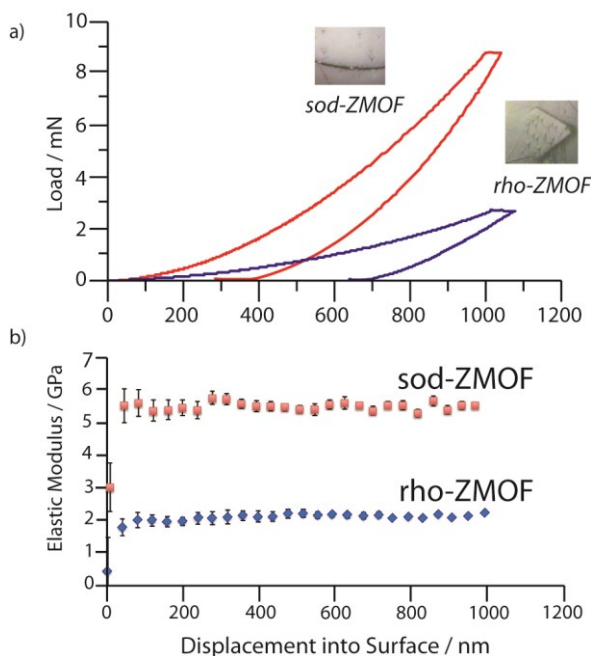 a)
10
8
6
4
2
0
Load / mN
sod-ZMOF
rho-ZMOF
0 200 400 600 800 1000 1200
b)
7
6
5
4
3
2
1
0
Elastic Modulus / GPa
sod-ZMOF
rho-ZMOF
0 200 400 600 800 1000 1200
Displacement into Surface / nm